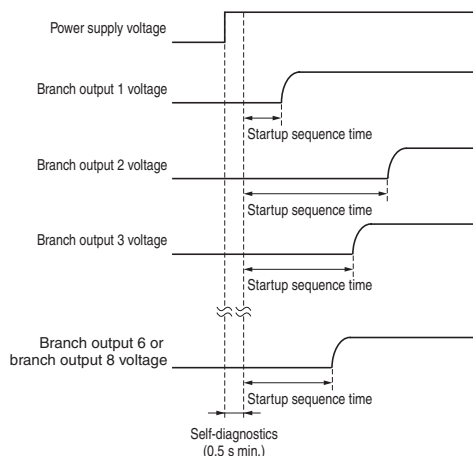 Power supply voltage
Branch output 1 voltage
Startup sequence time
Branch output 2 voltage
Startup sequence time
Branch output 3 voltage
Startup sequence time
Branch output 6 or
branch output 8 voltage
Startup sequence time
Self-diagnostics
(0.5 s min.)